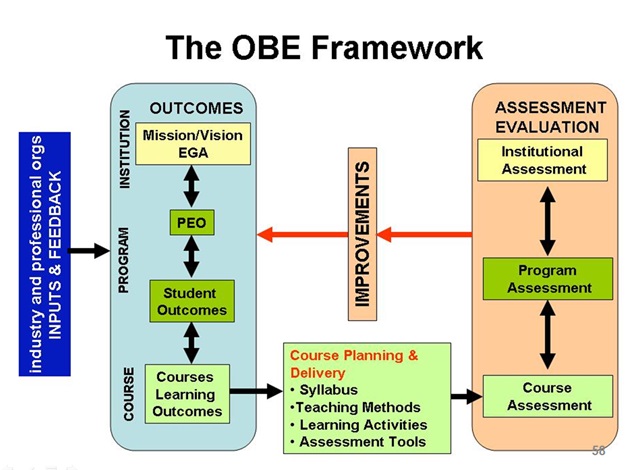 The OBE Framework
industry and professional orgs
INPUTS & FEEDBACK
OUTCOMES
INSTITUTION
Mission/Vision
EGA
PROGRAM
PEO
Student
Outcomes
COURSE
Courses
Learning
Outcomes
IMPROVEMENTS
Course Planning &
Delivery
• Syllabus
•Teaching Methods
• Learning Activities
• Assessment Tools
ASSESSMENT
EVALUATION
Institutional
Assessment
Program
Assessment
Course
Assessment
58